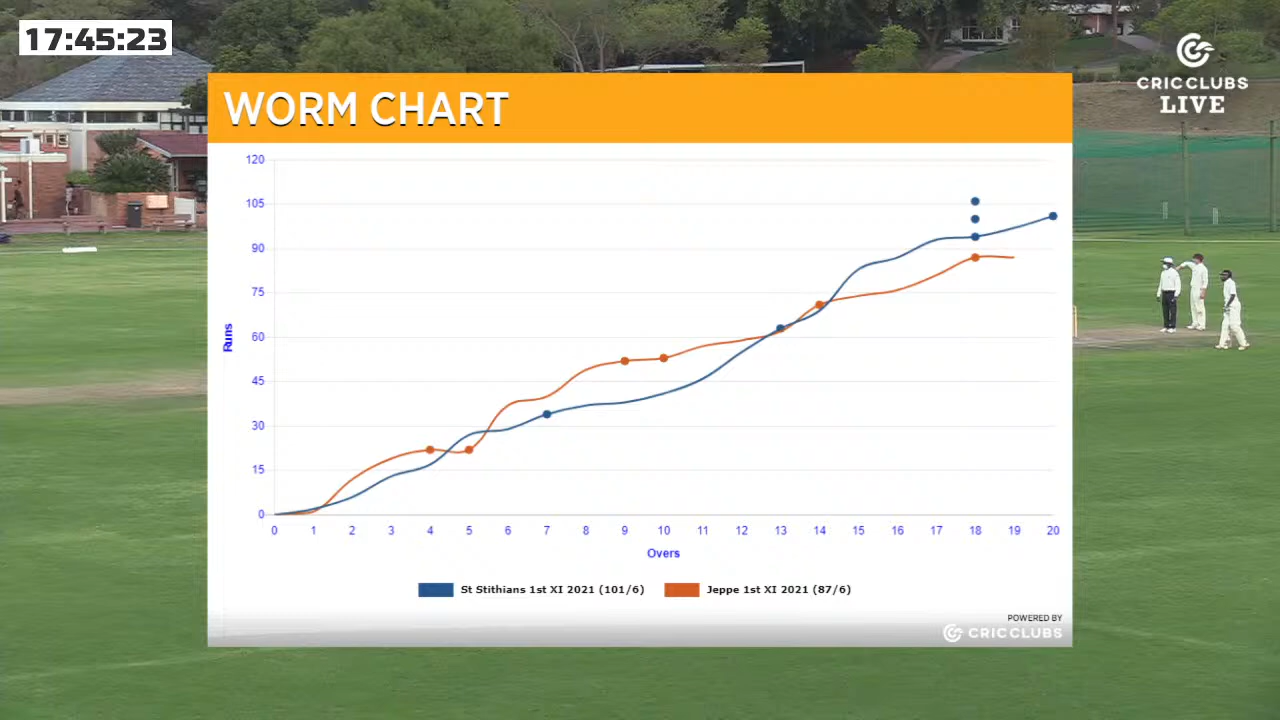 17:45:23
CRICCLUBS
LIVE
WORM CHART
120
105
90
75
60
45
30
15
0
Runs
0 1 2 3 4 5 6 7 8 9 10 11 12 13 14 15 16 17 18 19 20
Overs
St Stithians 1st XI 2021 (101/6) Jeppe 1st XI 2021 (87/6)
POWERED BY
CRICCLUBS